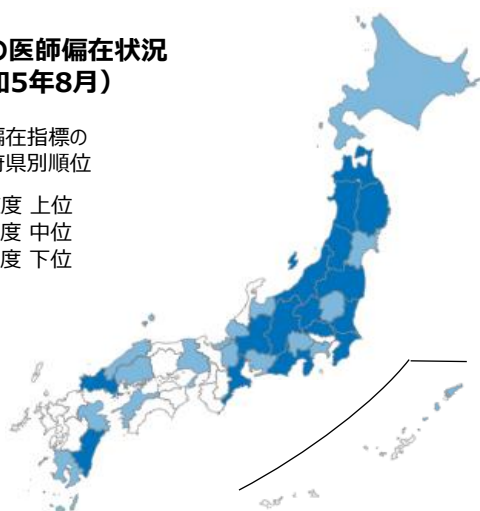 の医師偏在状況
和5年8月）
偏在指標の
府県別順位
度 上位
度 中位
度 下位